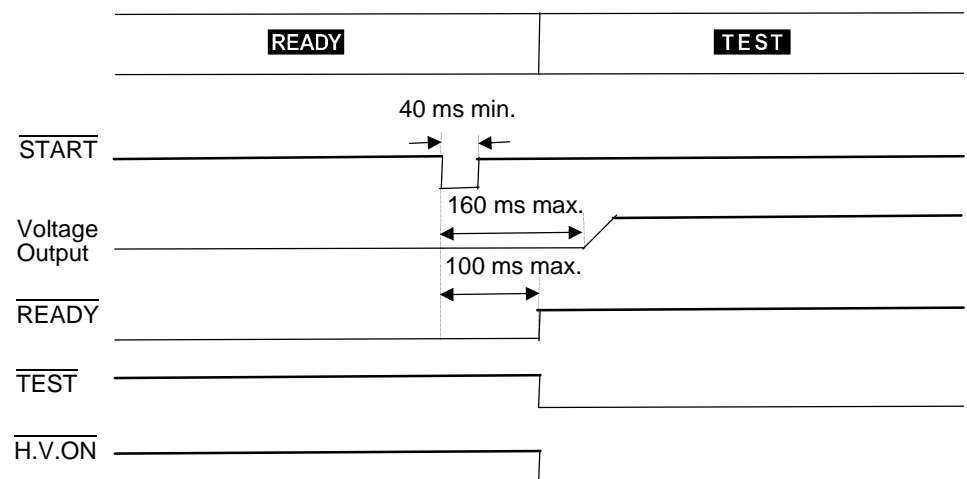 READY TEST
40 ms min.
START
160 ms max.
Voltage
Output
100 ms max.
READY
TEST
H.V.ON